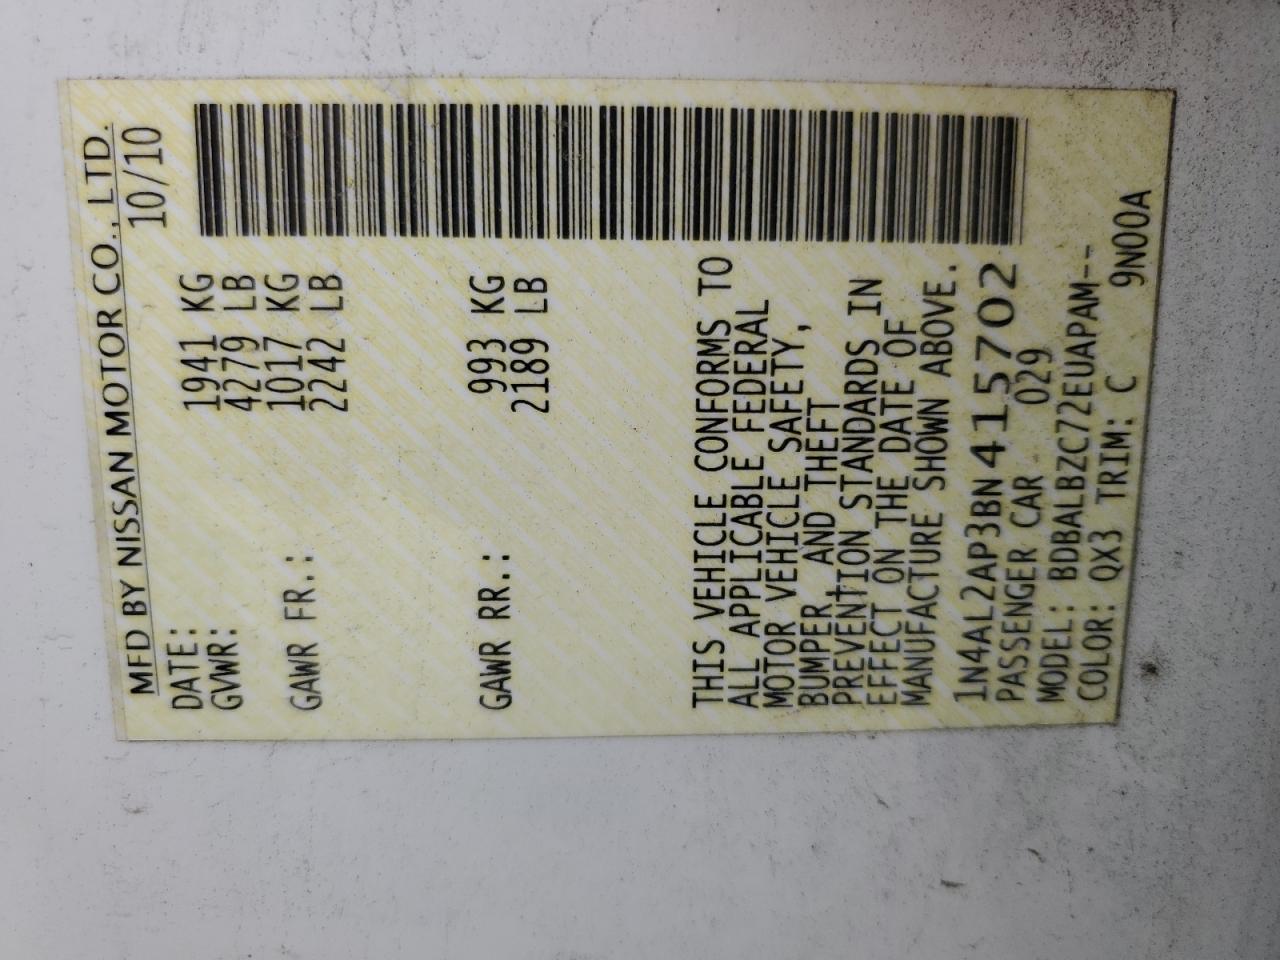 MFD BY NISSAN MOTOR CO., LTD.
DATE: 10/10
GVWR: 1941 KG
4279 LB
GAWR FR.: 1017 KG
2242 LB
GAWR RR.: 993 KG
2189 LB
THIS VEHICLE CONFORMS TO
ALL APPLICABLE FEDERAL
MOTOR VEHICLE SAFETY,
BUMPER, AND THEFT
PREVENTION STANDARDS IN
EFFECT ON THE DATE OF
MANUFACTURE SHOWN ABOVE.
1N4AL2AP3BN415702
PASSENGER CAR 029
MODEL: BDBALBZC72EUAPAM--
COLOR: QX3 TRIM: C
9N00A